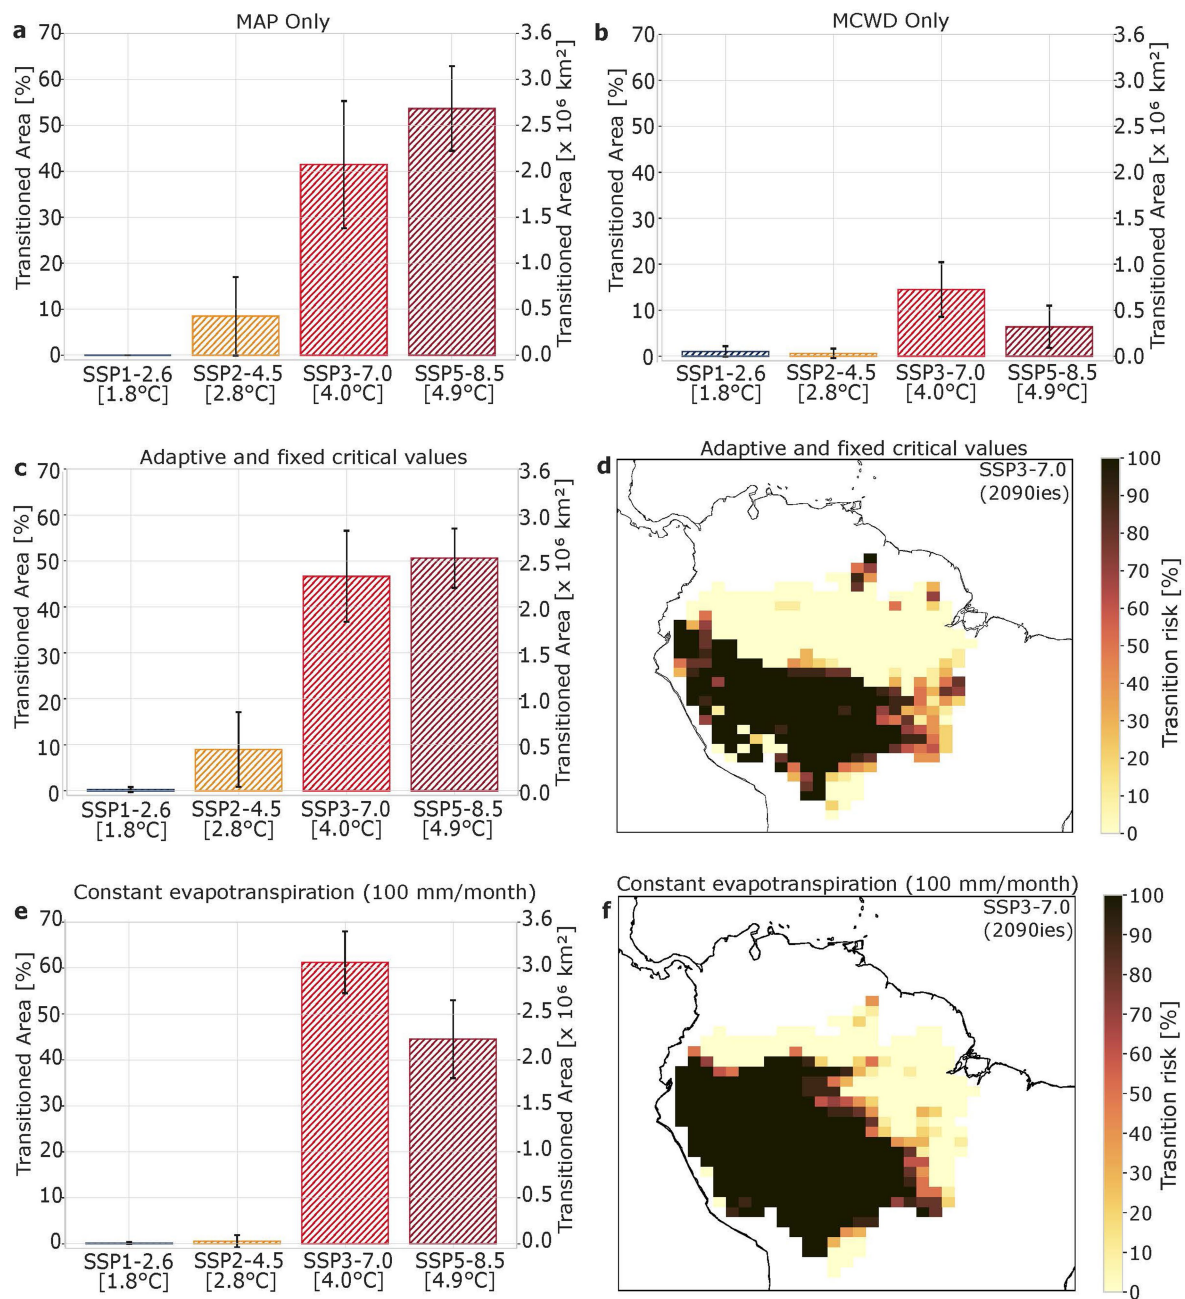 a
MAP Only
Transitioned Area [%]
70
60
50
40
30
20
10
0
3.6
3.0
2.5
2.0
1.5
1.0
0.5
0.0
Transitioned Area [x 10⁶ km²]
SSP1-2.6
[1.8°C]
SSP2-4.5
[2.8°C]
SSP3-7.0
[4.0°C]
SSP5-8.5
[4.9°C]
b
MCWD Only
Transitioned Area [%]
70
60
50
40
30
20
10
0
3.6
3.0
2.5
2.0
1.5
1.0
0.5
0.0
Transitioned Area [x 10⁶ km²]
SSP1-2.6
[1.8°C]
SSP2-4.5
[2.8°C]
SSP3-7.0
[4.0°C]
SSP5-8.5
[4.9°C]
c
Adaptive and fixed critical values
Transitioned Area [%]
70
60
50
40
30
20
10
0
3.6
3.0
2.5
2.0
1.5
1.0
0.5
0.0
Transitioned Area [x 10⁶ km²]
SSP1-2.6
[1.8°C]
SSP2-4.5
[2.8°C]
SSP3-7.0
[4.0°C]
SSP5-8.5
[4.9°C]
d
Adaptive and fixed critical values
SSP3-7.0
(2090ies)
100
90
80
70
60
50
40
30
20
10
0
Trasnition risk [%]
e
Constant evapotranspiration (100 mm/month)
Transitioned Area [%]
70
60
50
40
30
20
10
0
3.6
3.0
2.5
2.0
1.5
1.0
0.5
0.0
Transitioned Area [x 10⁶ km²]
SSP1-2.6
[1.8°C]
SSP2-4.5
[2.8°C]
SSP3-7.0
[4.0°C]
SSP5-8.5
[4.9°C]
f
Constant evapotranspiration (100 mm/month)
SSP3-7.0
(2090ies)
100
90
80
70
60
50
40
30
20
10
0
Trasnition risk [%]